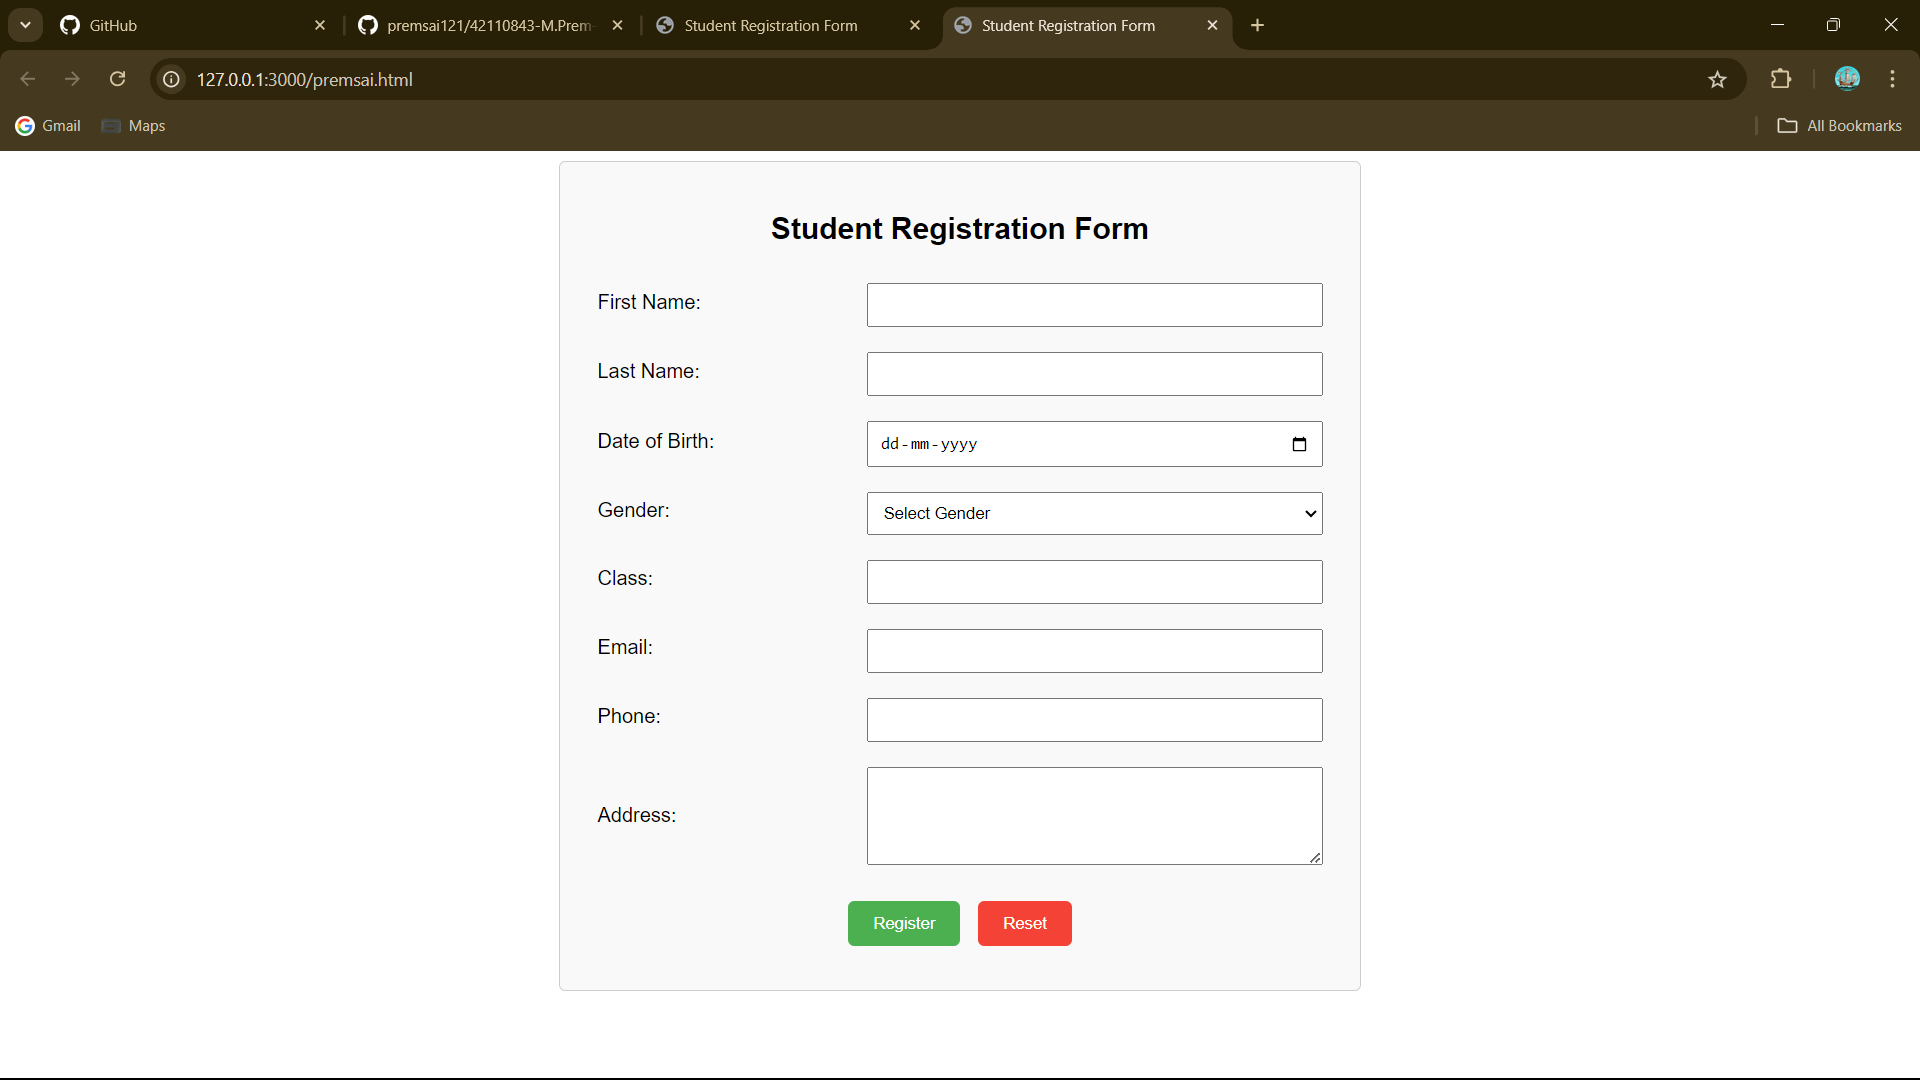 GitHub
premsai121/42110843-M.Prem-
Student Registration Form
Student Registration Form
127.0.0.1:3000/premsai.html
Gmail
Maps
All Bookmarks
Student Registration Form
First Name:
Last Name:
Date of Birth:
dd-mm-yyyy
Gender:
Select Gender
Class:
Email:
Phone:
Address:
Register
Reset